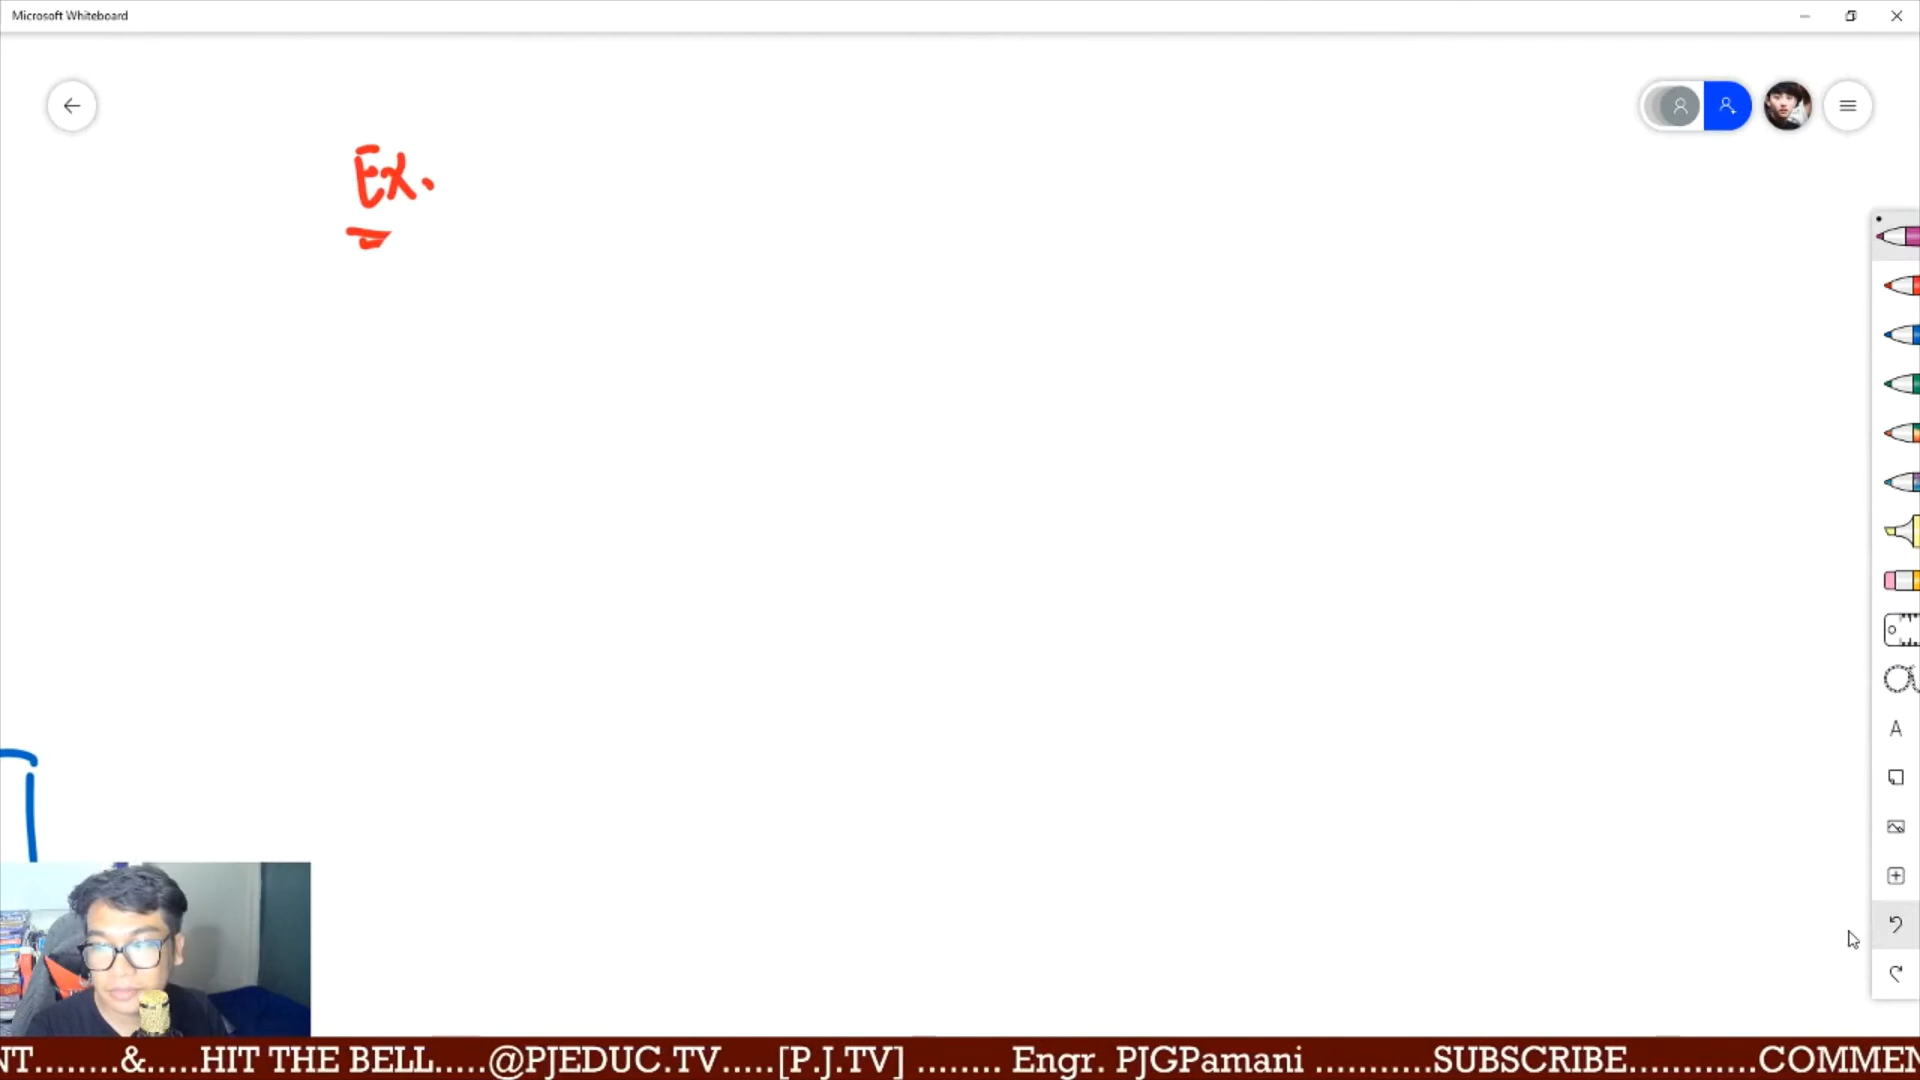 Microsoft Whiteboard
Ex.
A
NT........&.....HIT THE BELL.....@PJEDUC.TV.....[P.J.TV] ........ Engr. PJGPamani ...........SUBSCRIBE............COMMEN